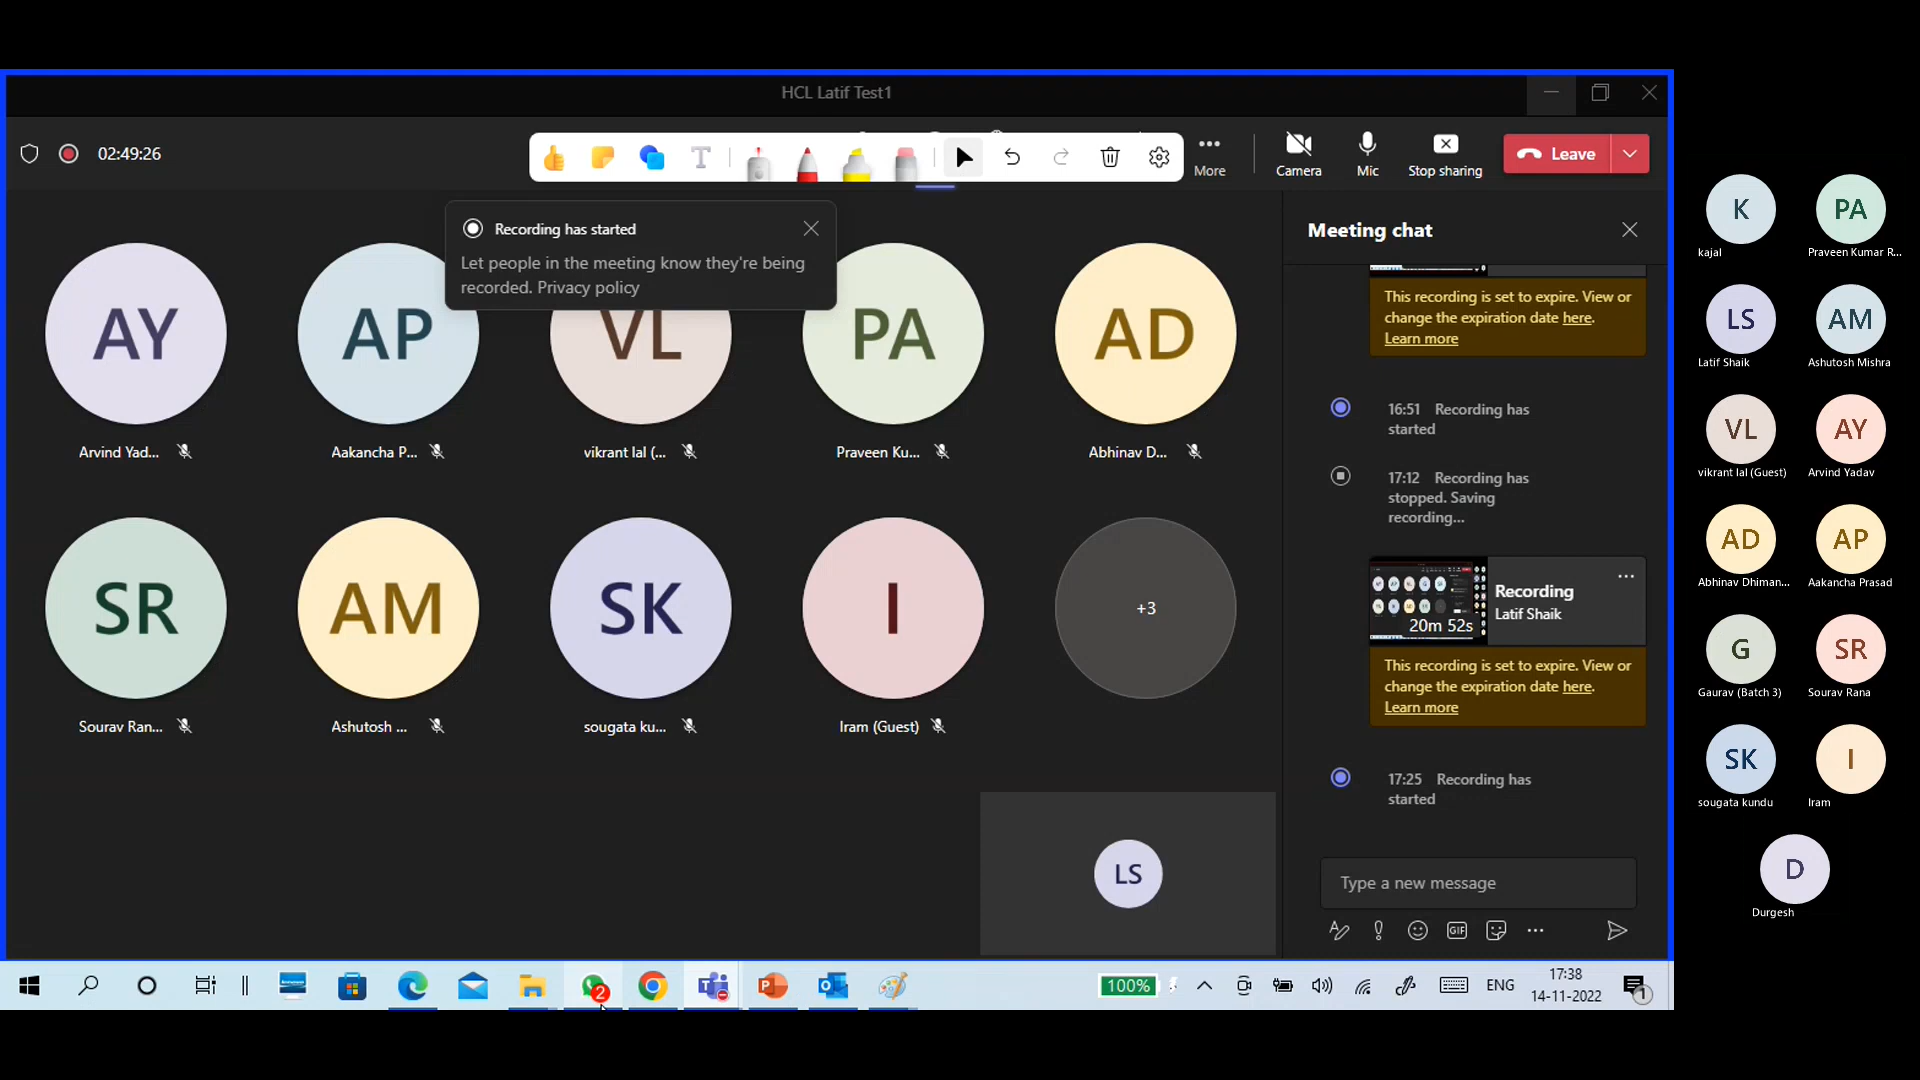 HCL Latif Test1
02:49:26
T
More
Camera
Mic
Stop sharing
Leave
Recording has started
Let people in the meeting know they're being
recorded. Privacy policy
AY
AP
VL
PA
AD
Arvind Yad...
Aakancha P...
vikrant lal (...
Praveen Ku...
Abhinav D...
SR
AM
SK
I
+3
Sourav Ran...
Ashutosh ...
sougata ku...
Iram (Guest)
LS
Meeting chat
This recording is set to expire. View or
change the expiration date here.
Learn more
16:51 Recording has
started
17:12 Recording has
stopped. Saving
recording...
Recording
Latif Shaik
20m 52s
This recording is set to expire. View or
change the expiration date here.
Learn more
17:25 Recording has
started
Type a new message
GIF
K
PA
kajal
Praveen Kumar R...
LS
AM
Latif Shaik
Ashutosh Mishra
VL
AY
vikrant lal (Guest)
Arvind Yadav
AD
AP
Abhinav Dhiman...
Aakancha Prasad
G
SR
Gaurav (Batch 3)
Sourav Rana
SK
I
sougata kundu
Iram
D
Durgesh
2
100%
ENG
17:38
14-11-2022
1